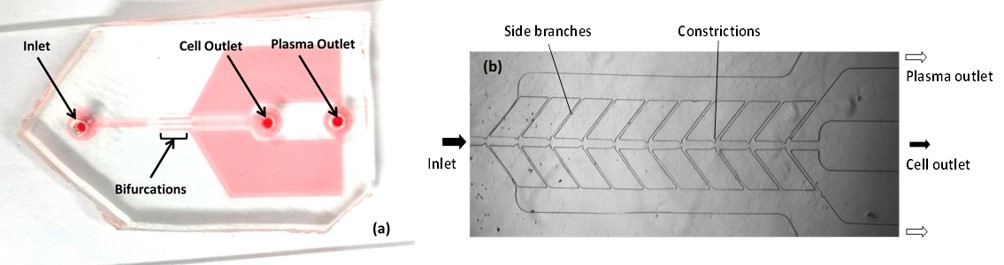 Inlet
Cell Outlet
Plasma Outlet
Bifurcations
(a)
Side branches
Constrictions
(b)
Plasma outlet
Inlet
Cell outlet